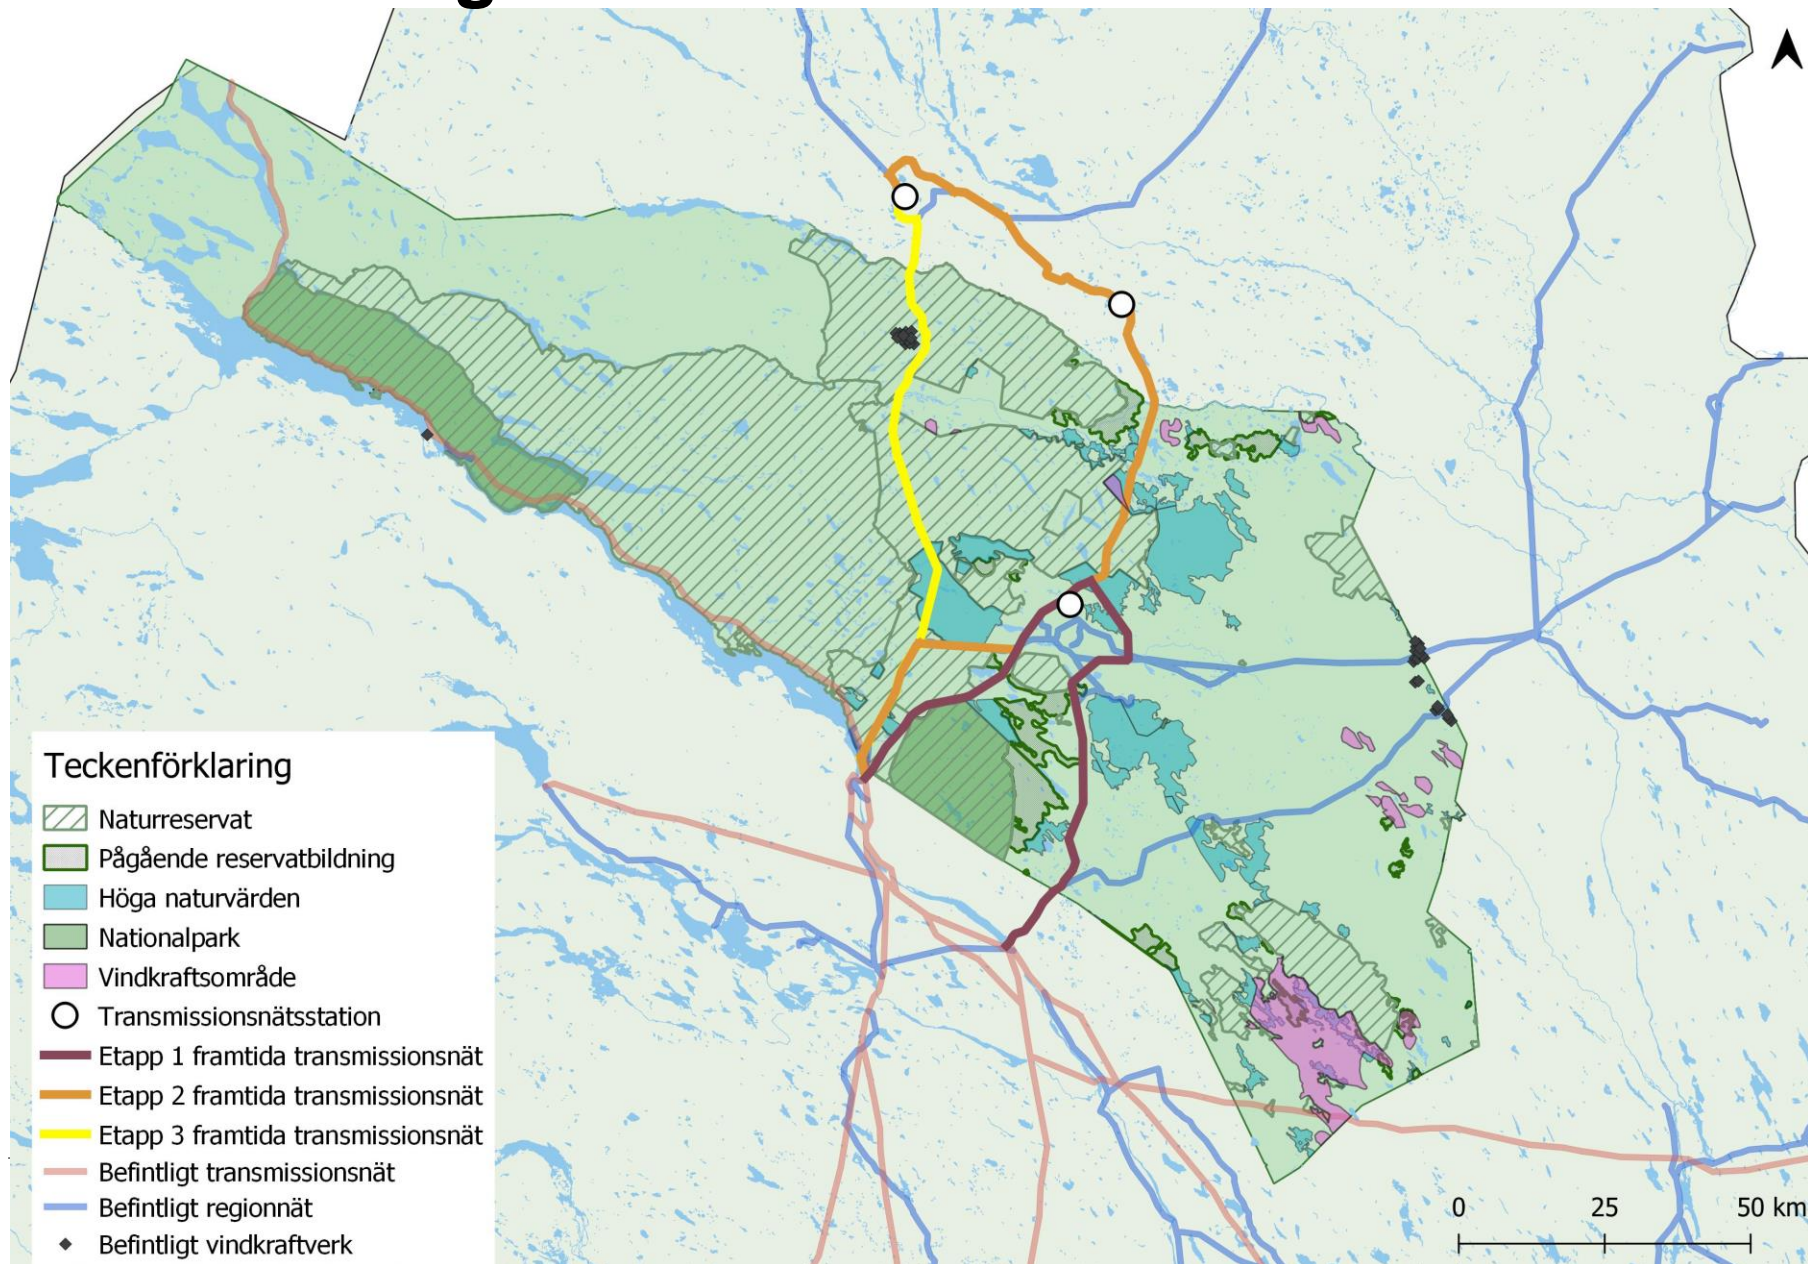 Teckenförklaring
Naturreservat
Pågående reservatbildning
Höga naturvärden
Nationalpark
Vindkraftsområde
Transmissionsnätsstation
Etapp 1 framtida transmissionsnät
Etapp 2 framtida transmissionsnät
Etapp 3 framtida transmissionsnät
Befintligt transmissionsnät
Befintligt regionnät
Befintligt vindkraftverk
0 25 50 km